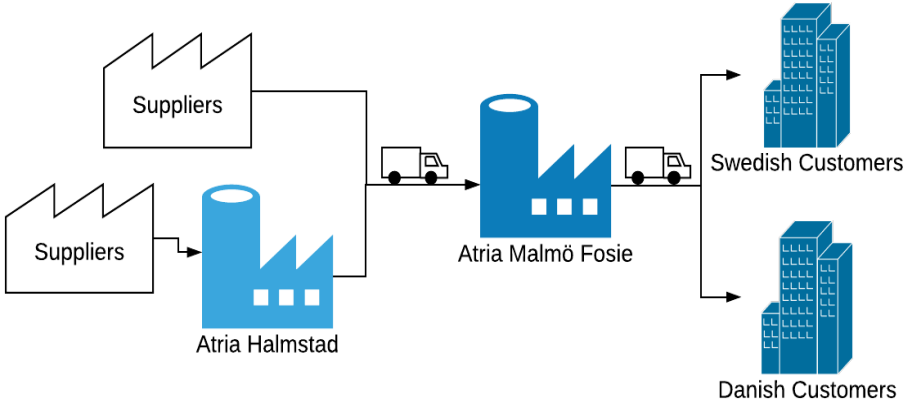 Suppliers
Suppliers
Atria Halmstad
Atria Malmö Fosie
Swedish Customers
Danish Customers